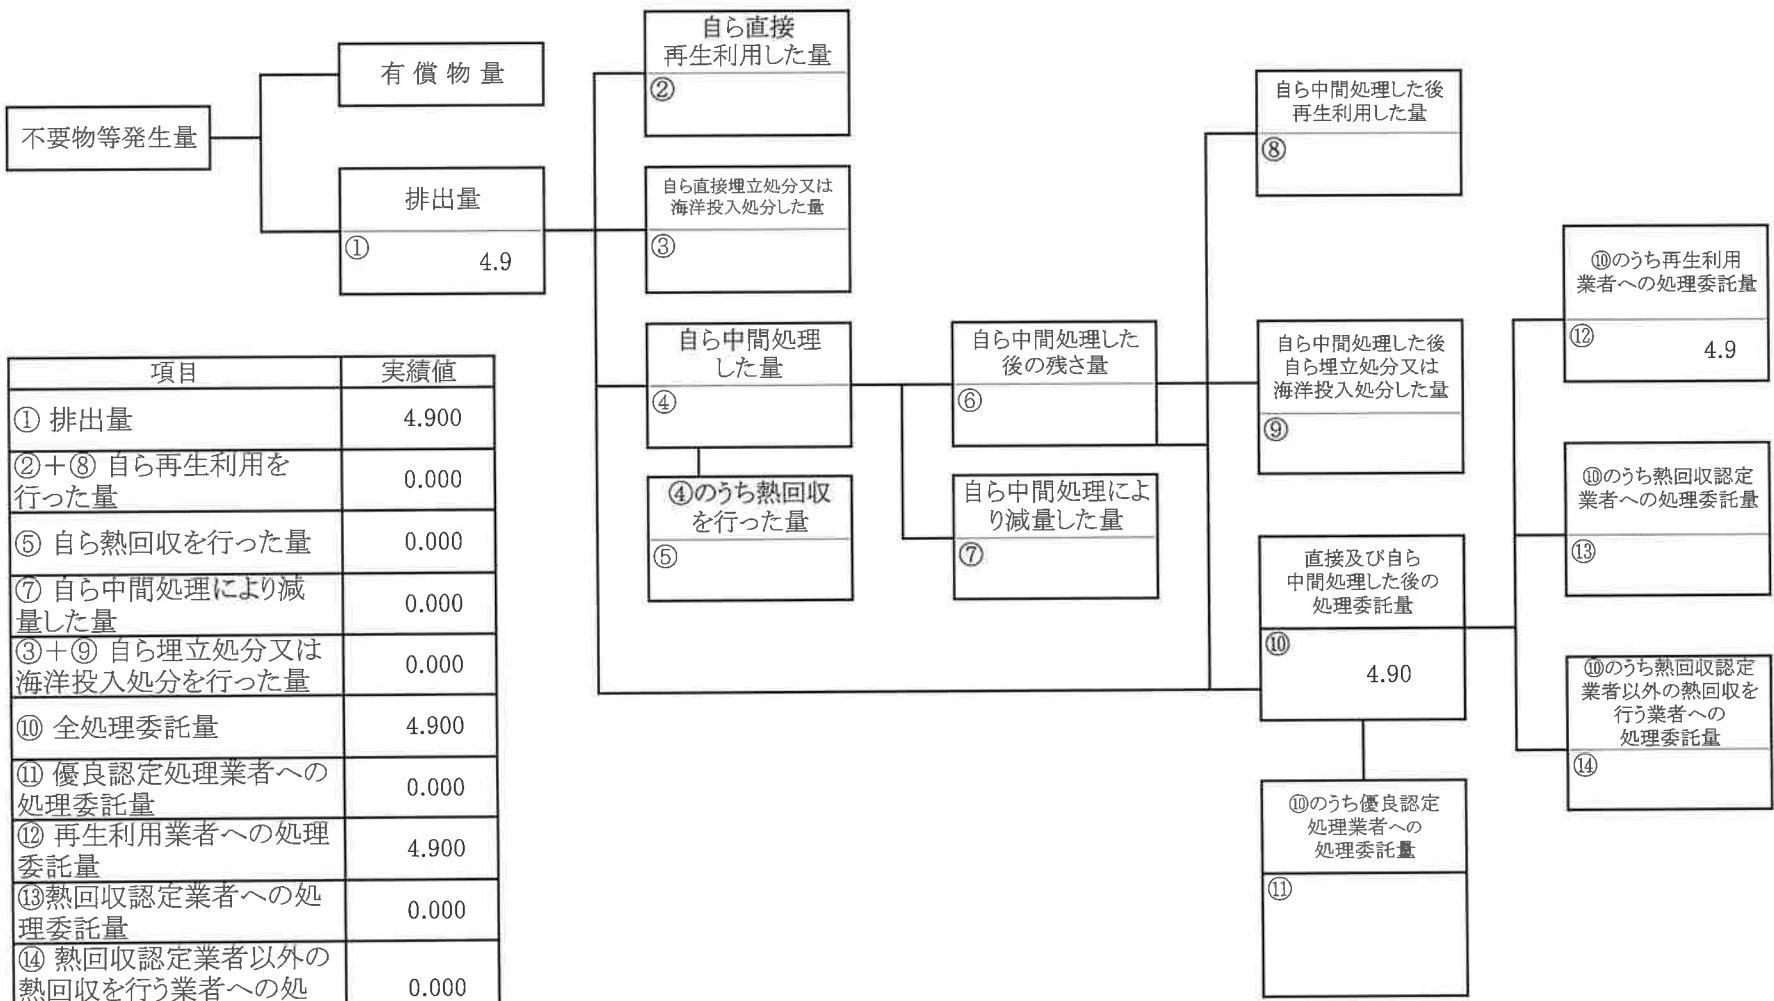 不要物等発生量
有償物量
排出量
①
4.9
自ら直接
再生利用した量
②
自ら直接埋立処分又は
海洋投入処分した量
③
自ら中間処理
した量
④
④のうち熱回収
を行った量
⑤
自ら中間処理した
後の残さ量
⑥
自ら中間処理によ
り減量した量
⑦
自ら中間処理した後
再生利用した量
⑧
自ら中間処理した後
自ら埋立処分又は
海洋投入処分した量
⑨
直接及び自ら
中間処理した後の
処理委託量
⑩
4.90
⑩のうち優良認定
処理業者への
処理委託量
⑪
⑩のうち再生利用
業者への処理委託量
⑫
4.9
⑩のうち熱回収認定
業者への処理委託量
⑬
⑩のうち熱回収認定
業者以外の熱回収を
行う業者への
処理委託量
⑭
項目 実績値
① 排出量 4.900
②+⑧ 自ら再生利用を
行った量 0.000
⑤ 自ら熱回収を行った量 0.000
⑦ 自ら中間処理により減
量した量 0.000
③+⑨ 自ら埋立処分又は
海洋投入処分を行った量 0.000
⑩ 全処理委託量 4.900
⑪ 優良認定処理業者への
処理委託量 0.000
⑫ 再生利用業者への処理
委託量 4.900
⑬熱回収認定業者への処
理委託量 0.000
⑭ 熱回収認定業者以外の
熱回収を行う業者への処 0.000